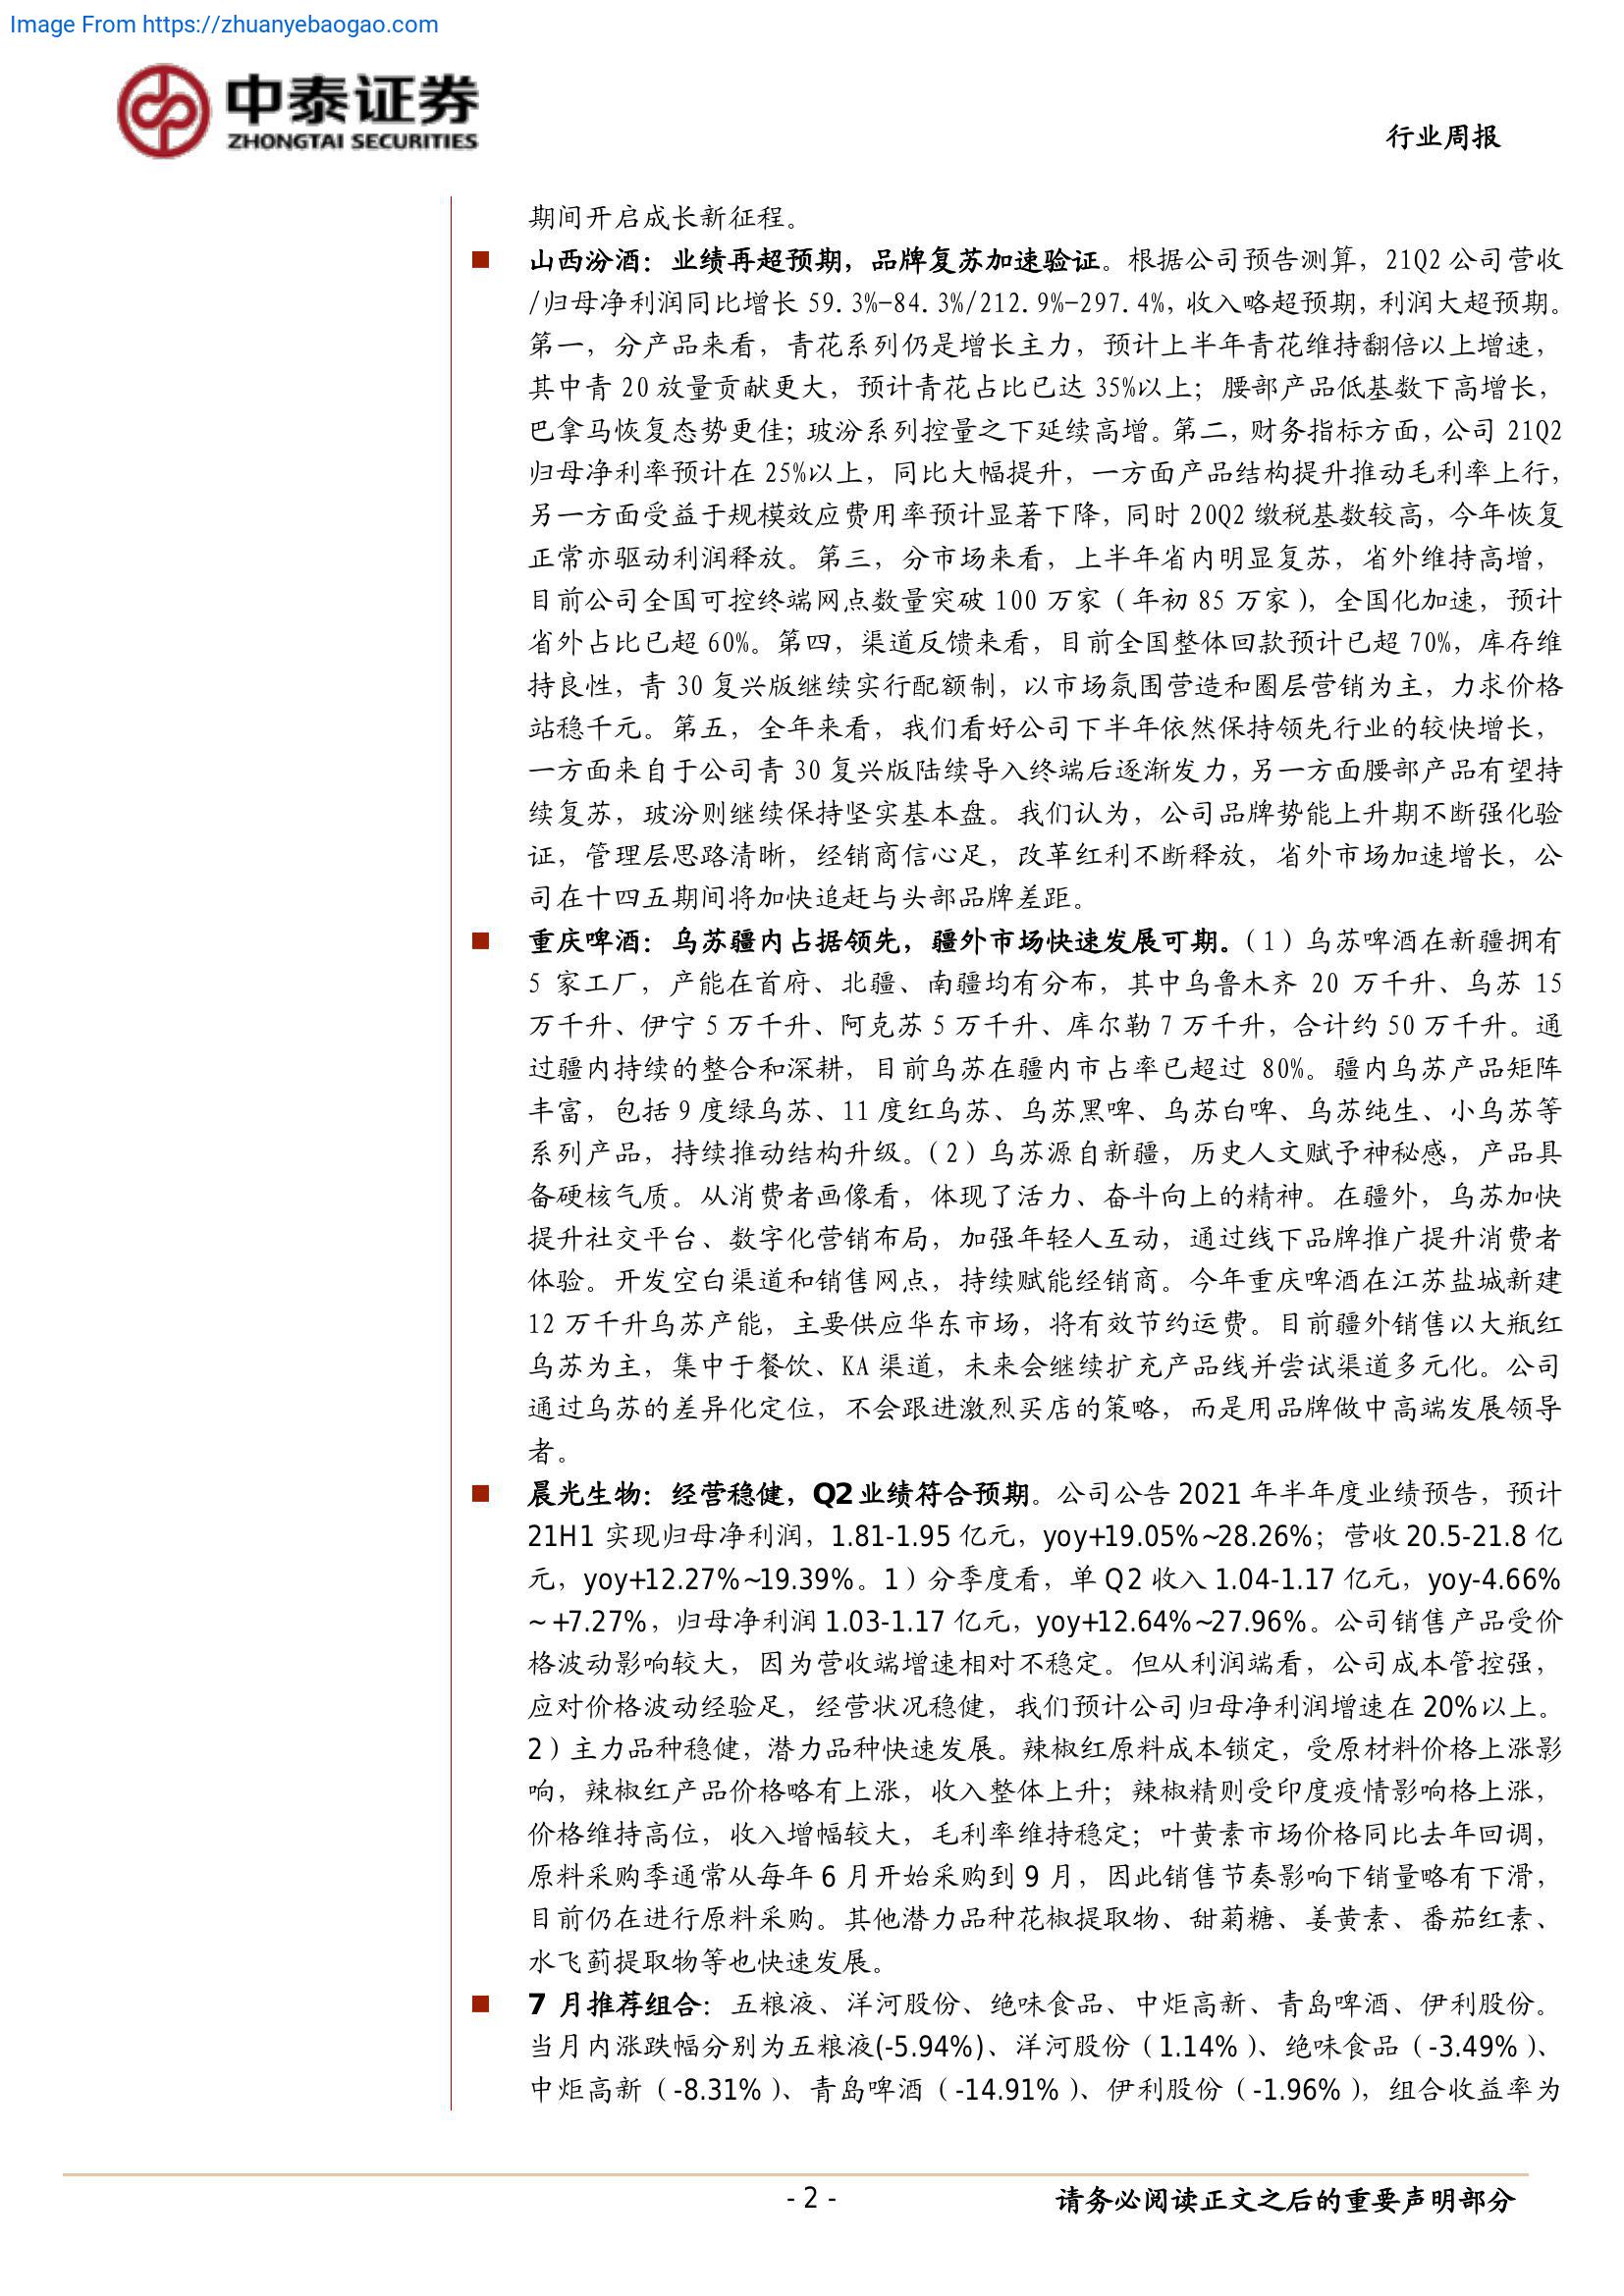 Image From https://zhuanyebaogao.com
中泰证券
ZHONGTAI SECURITIES
行业周报
期间开启成长新征程。
■ 山西汾酒：业绩再超预期，品牌复苏加速验证。根据公司预告测算，21Q2 公司营收
/归母净利润同比增长 59.3%-84.3%/212.9%-297.4%，收入略超预期，利润大超预期。
第一，分产品来看，青花系列仍是增长主力，预计上半年青花维持翻倍以上增速，
其中青 20 放量贡献更大，预计青花占比已达 35%以上；腰部产品低基数下高增长，
巴拿马恢复态势更佳；玻汾系列控量之下延续高增。第二，财务指标方面，公司 21Q2
归母净利率预计在 25%以上，同比大幅提升，一方面产品结构提升推动毛利率上行，
另一方面受益于规模效应费用率预计显著下降，同时 20Q2 缴税基数较高，今年恢复
正常亦驱动利润释放。第三，分市场来看，上半年省内明显复苏，省外维持高增，
目前公司全国可控终端网点数量突破 100 万家（年初 85 万家），全国化加速，预计
省外占比已超 60%。第四，渠道反馈来看，目前全国整体回款预计已超 70%，库存维
持良性，青 30 复兴版继续实行配额制，以市场氛围营造和圈层营销为主，力求价格
站稳千元。第五，全年来看，我们看好公司下半年依然保持领先行业的较快增长，
一方面来自于公司青 30 复兴版陆续导入终端后逐渐发力，另一方面腰部产品有望持
续复苏，玻汾则继续保持坚实基本盘。我们认为，公司品牌势能上升期不断强化验
证，管理层思路清晰，经销商信心足，改革红利不断释放，省外市场加速增长，公
司在十四五期间将加快追赶与头部品牌差距。
■ 重庆啤酒：乌苏疆内占据领先，疆外市场快速发展可期。（1）乌苏啤酒在新疆拥有
5 家工厂，产能在首府、北疆、南疆均有分布，其中乌鲁木齐 20 万千升、乌苏 15
万千升、伊宁 5 万千升、阿克苏 5 万千升、库尔勒 7 万千升，合计约 50 万千升。通
过疆内持续的整合和深耕，目前乌苏在疆内市占率已超过 80%。疆内乌苏产品矩阵
丰富，包括 9 度绿乌苏、11 度红乌苏、乌苏黑啤、乌苏白啤、乌苏纯生、小乌苏等
系列产品，持续推动结构升级。（2）乌苏源自新疆，历史人文赋予神秘感，产品具
备硬核气质。从消费者画像看，体现了活力、奋斗向上的精神。在疆外，乌苏加快
提升社交平台、数字化营销布局，加强年轻人互动，通过线下品牌推广提升消费者
体验。开发空白渠道和销售网点，持续赋能经销商。今年重庆啤酒在江苏盐城新建
12 万千升乌苏产能，主要供应华东市场，将有效节约运费。目前疆外销售以大瓶红
乌苏为主，集中于餐饮、KA 渠道，未来会继续扩充产品线并尝试渠道多元化。公司
通过乌苏的差异化定位，不会跟进激烈买店的策略，而是用品牌做中高端发展领导
者。
■ 晨光生物：经营稳健，Q2 业绩符合预期。公司公告 2021 年半年度业绩预告，预计
21H1 实现归母净利润，1.81-1.95 亿元，yoy+19.05%~28.26%；营收 20.5-21.8 亿
元，yoy+12.27%~19.39%。1）分季度看，单 Q2 收入 1.04-1.17 亿元，yoy-4.66%
~ +7.27%，归母净利润 1.03-1.17 亿元，yoy+12.64%~27.96%。公司销售产品受价
格波动影响较大，因为营收端增速相对不稳定。但从利润端看，公司成本管控强，
应对价格波动经验足，经营状况稳健，我们预计公司归母净利润增速在 20%以上。
2）主力品种稳健，潜力品种快速发展。辣椒红原料成本锁定，受原材料价格上涨影
响，辣椒红产品价格略有上涨，收入整体上升；辣椒精则受印度疫情影响格上涨，
价格维持高位，收入增幅较大，毛利率维持稳定；叶黄素市场价格同比去年回调，
原料采购季通常从每年 6 月开始采购到 9 月，因此销售节奏影响下销量略有下滑，
目前仍在进行原料采购。其他潜力品种花椒提取物、甜菊糖、姜黄素、番茄红素、
水飞蓟提取物等也快速发展。
■ 7 月推荐组合：五粮液、洋河股份、绝味食品、中炬高新、青岛啤酒、伊利股份。
当月内涨跌幅分别为五粮液(-5.94%)、洋河股份（1.14%）、绝味食品（-3.49%）、
中炬高新（-8.31%）、青岛啤酒（-14.91%）、伊利股份（-1.96%），组合收益率为
- 2 -
请务必阅读正文之后的重要声明部分